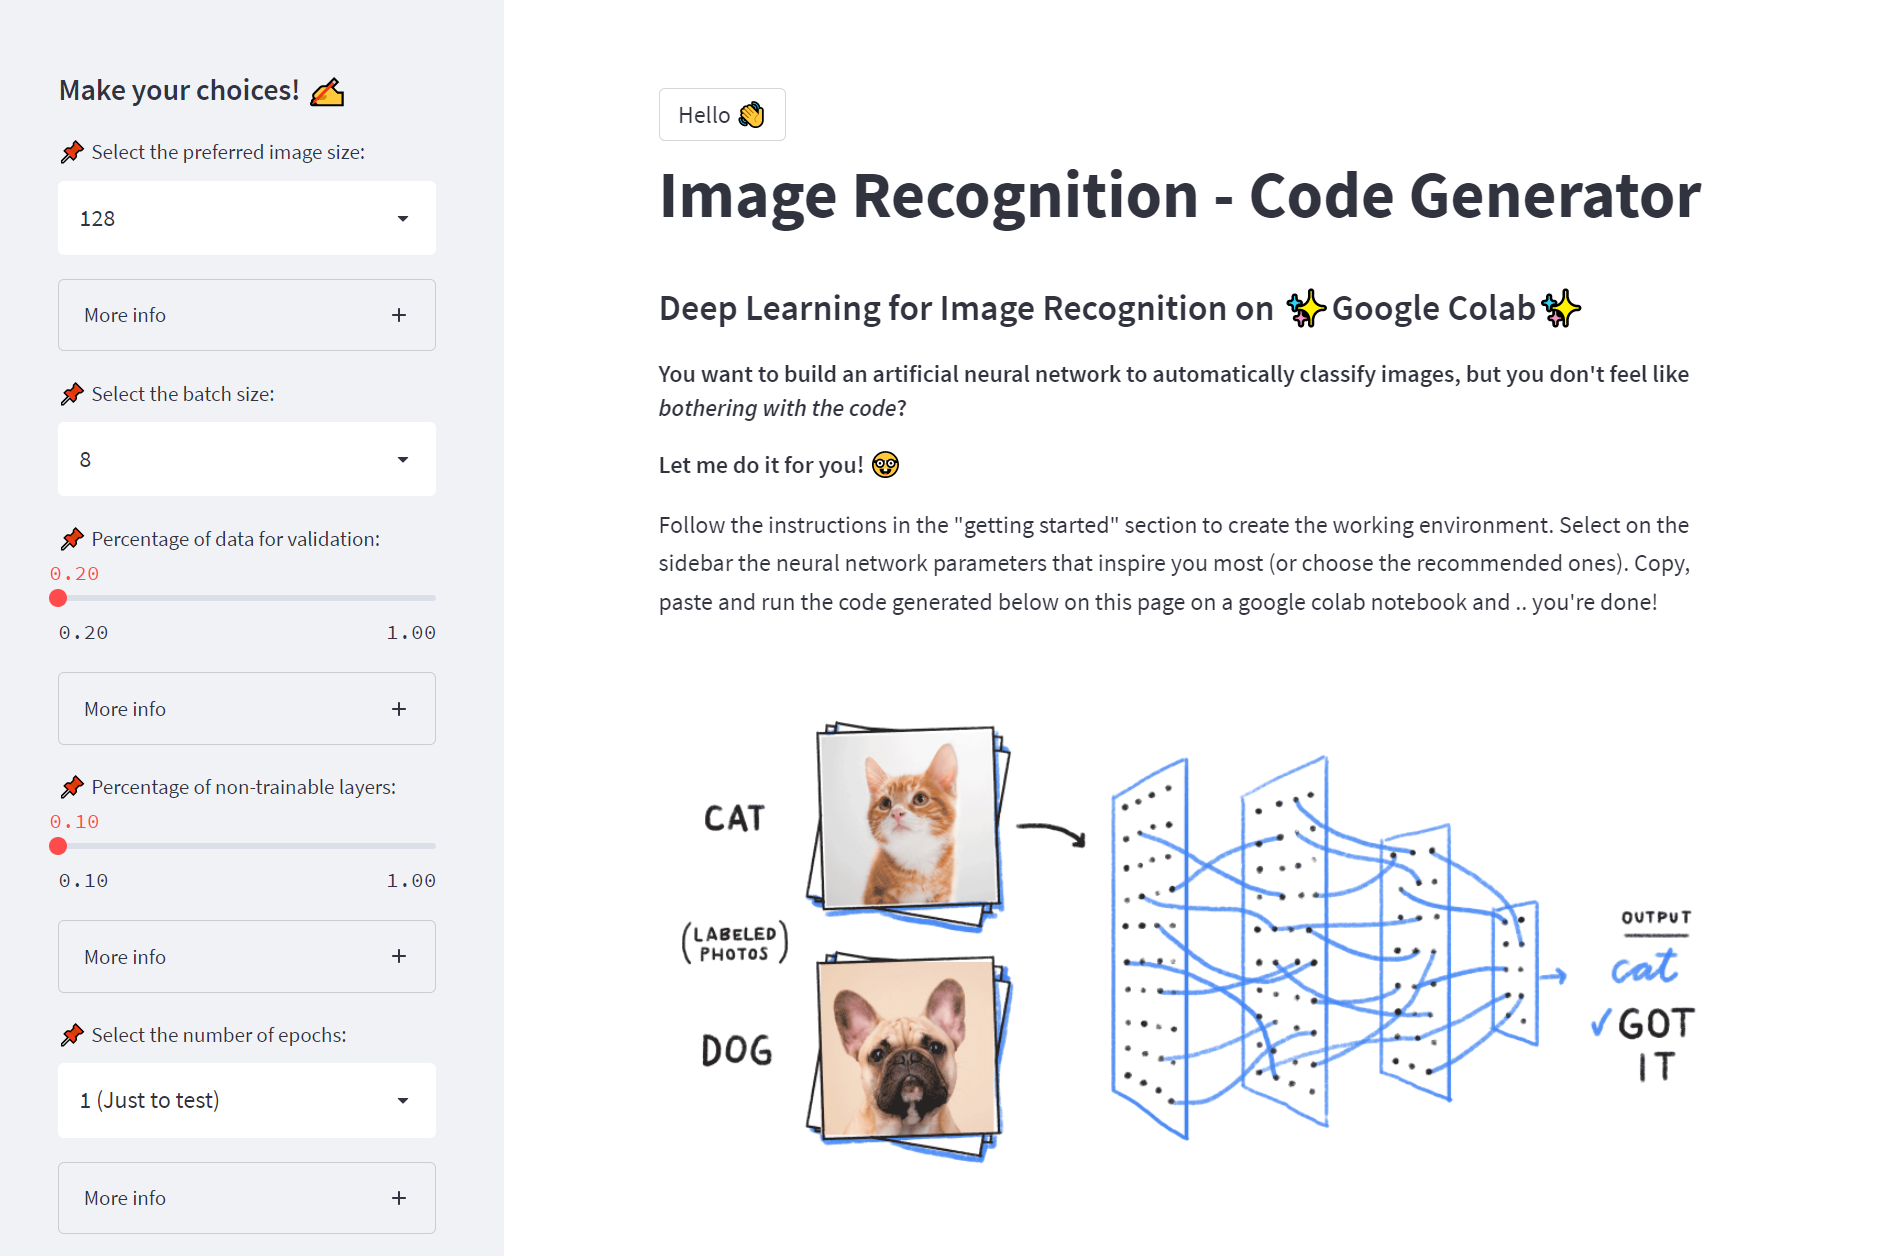 Make your choices! ✍️
📌 Select the preferred image size:
128
More info
📌 Select the batch size:
8
📌 Percentage of data for validation:
0.20
0.20 1.00
More info
📌 Percentage of non-trainable layers:
0.10
0.10 1.00
More info
📌 Select the number of epochs:
1 (Just to test)
More info
Hello 👋
Image Recognition - Code Generator
Deep Learning for Image Recognition on ✨Google Colab✨
You want to build an artificial neural network to automatically classify images, but you don't feel like
bothering with the code?
Let me do it for you! 🤓
Follow the instructions in the "getting started" section to create the working environment. Select on the
sidebar the neural network parameters that inspire you most (or choose the recommended ones). Copy,
paste and run the code generated below on this page on a google colab notebook and .. you're done!
CAT
(LABELED
PHOTOS)
DOG
OUTPUT
cat
✓GOT
IT